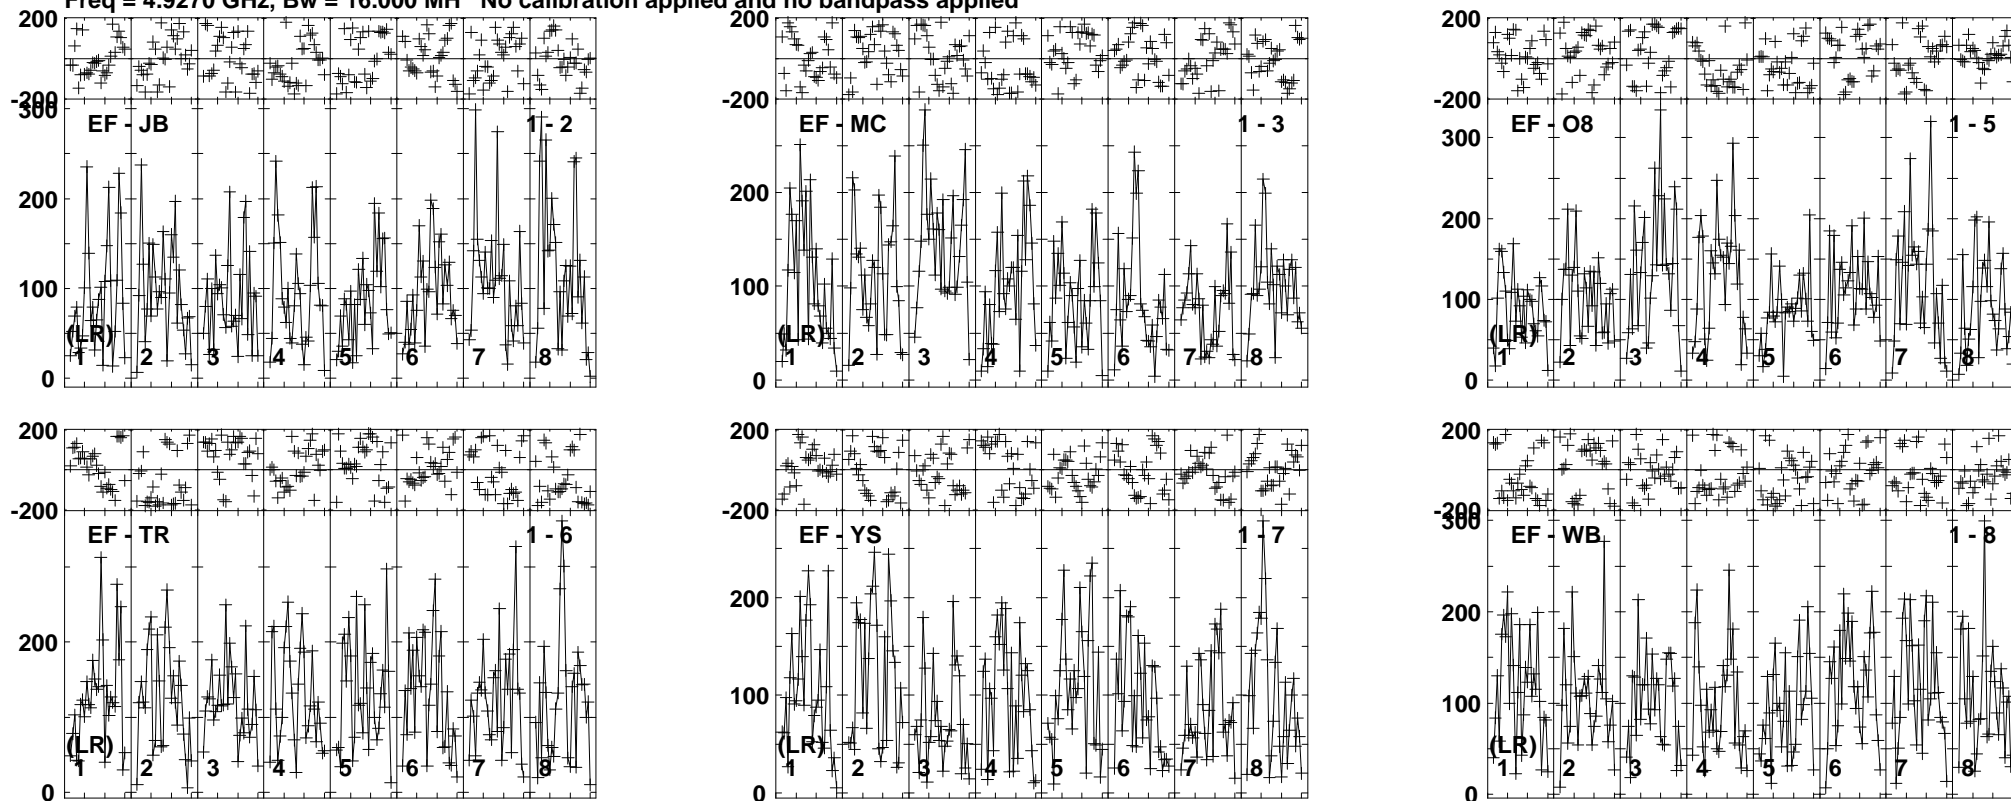 Freq = 4.9270 GHz, Bw = 16.000 MH No calibration applied and no bandpass applied
200
-200
300
200
100
0
EF - JB
1 - 2
(LR)
1 2 3 4 5 6 7 8
200
-200
200
100
0
EF - MC
1 - 3
(LR)
1 2 3 4 5 6 7 8
200
-200
300
200
100
0
EF - O8
1 - 5
(LR)
1 2 3 4 5 6 7 8
200
-200
200
0
EF - TR
1 - 6
(LR)
1 2 3 4 5 6 7 8
200
-200
200
100
0
EF - YS
1 - 7
(LR)
1 2 3 4 5 6 7 8
200
-200
300
200
100
0
EF - WB
1 - 8
(LR)
1 2 3 4 5 6 7 8